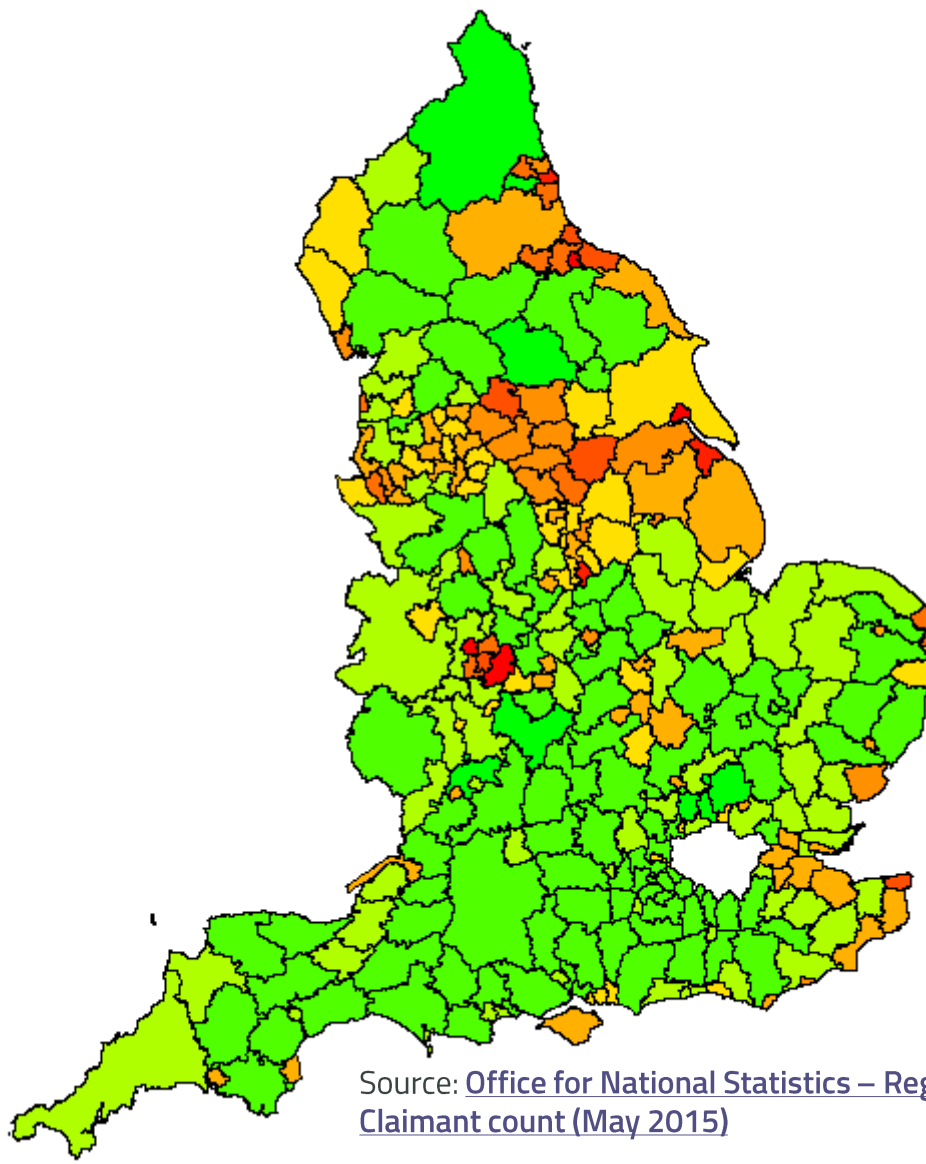 Source: Office for National Statistics – Reg
Claimant count (May 2015)